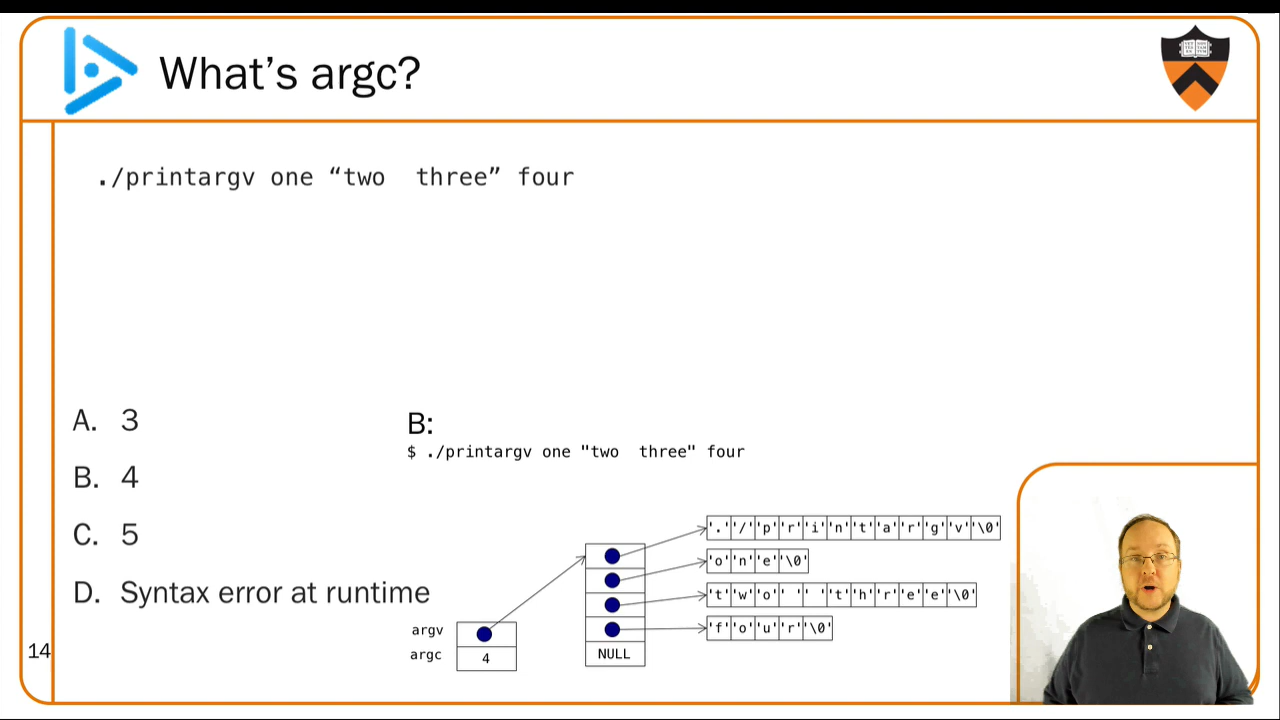 What's argc?
./printargv one “two  three” four
A. 3
B. 4
C. 5
D. Syntax error at runtime
B:
$ ./printargv one "two  three" four
'.' '/' 'p' 'r' 'i' 'n' 't' 'a' 'r' 'g' 'v' '\0'
'o' 'n' 'e' '\0'
't' 'w' 'o' ' ' ' ' 't' 'h' 'r' 'e' 'e' '\0'
'f' 'o' 'u' 'r' '\0'
argv
argc 4
NULL
14